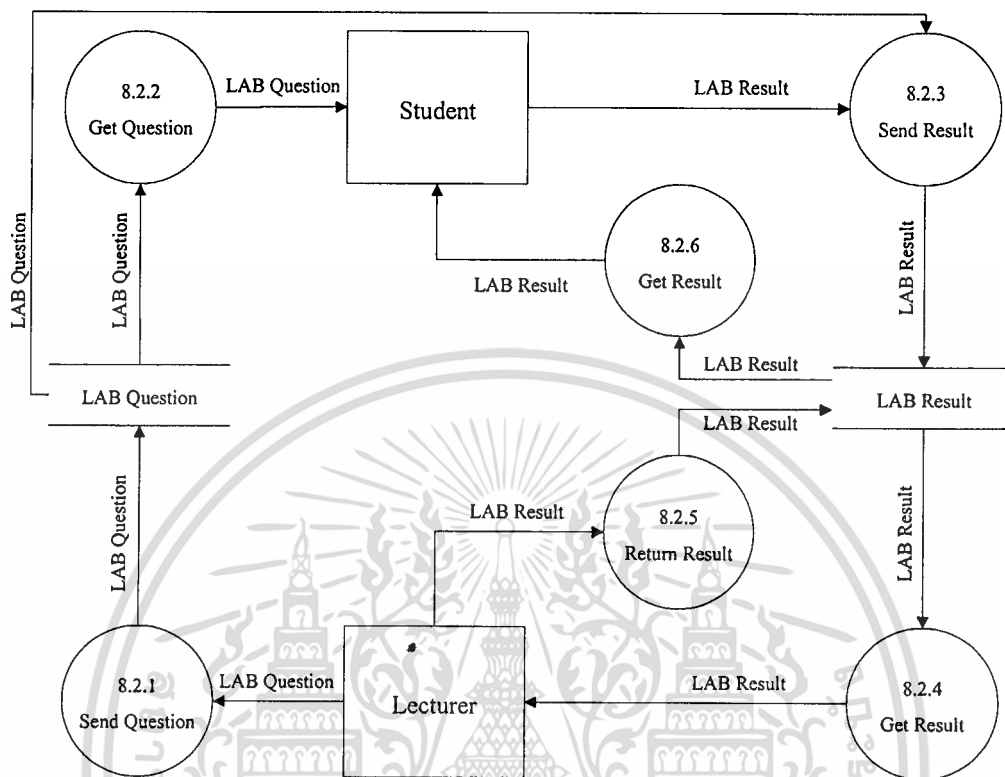 LAB Question
8.2.2
Get Question
LAB Question
Student
LAB Result
8.2.3
Send Result
LAB Question
8.2.6
Get Result
LAB Result
LAB Result
LAB Result
LAB Question
LAB Result
LAB Result
LAB Question
LAB Result
8.2.5
Return Result
LAB Result
8.2.1
Send Question
LAB Question
Lecturer
LAB Result
8.2.4
Get Result